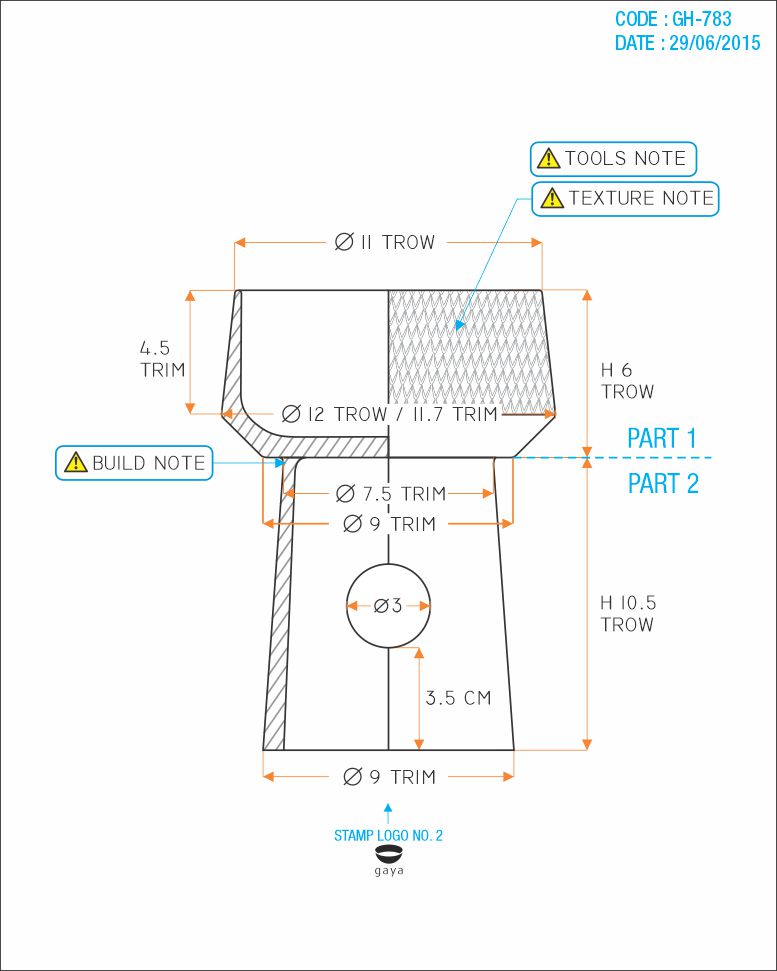 CODE : GH-783
DATE : 29/06/2015
TOOLS NOTE
TEXTURE NOTE
Ø 11 TROW
4.5
TRIM
H 6
TROW
Ø 12 TROW / 11.7 TRIM
PART 1
BUILD NOTE
PART 2
Ø 7.5 TRIM
Ø 9 TRIM
Ø3
H 10.5
TROW
3.5 CM
Ø 9 TRIM
STAMP LOGO NO. 2
gaya